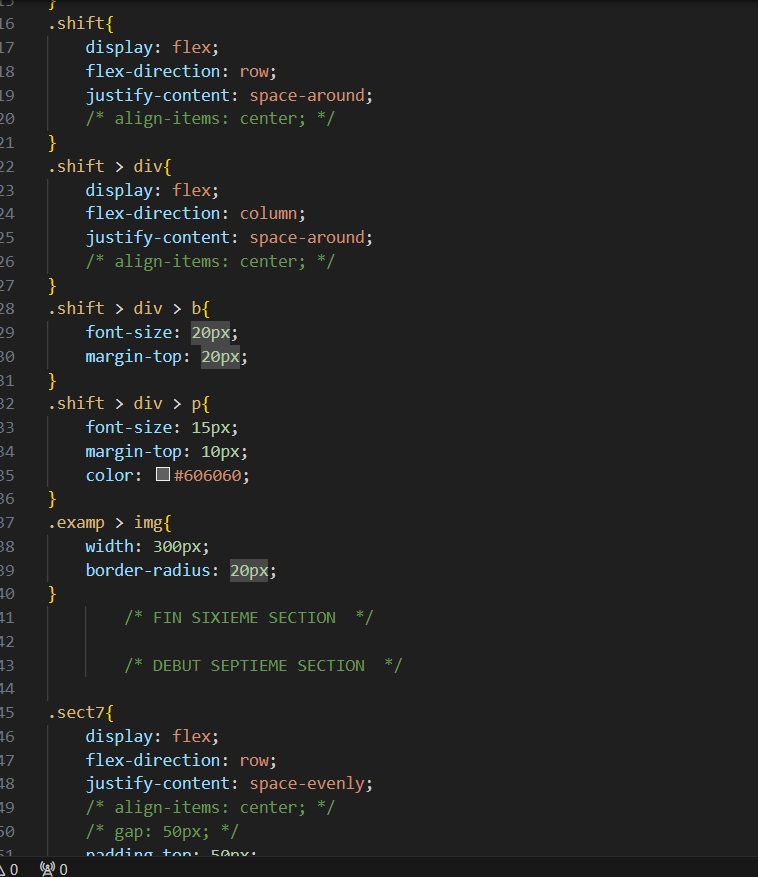 }
16 .shift{
17 display: flex;
18 flex-direction: row;
19 justify-content: space-around;
20 /* align-items: center; */
21 }
22 .shift > div{
23 display: flex;
24 flex-direction: column;
25 justify-content: space-around;
26 /* align-items: center; */
27 }
28 .shift > div > b{
29 font-size: 20px;
30 margin-top: 20px;
31 }
32 .shift > div > p{
33 font-size: 15px;
34 margin-top: 10px;
35 color: #606060;
36 }
37 .examp > img{
38 width: 300px;
39 border-radius: 20px;
40 }
41 /* FIN SIXIEME SECTION  */
42
43 /* DEBUT SEPTIEME SECTION  */
44
45 .sect7{
46 display: flex;
47 flex-direction: row;
48 justify-content: space-evenly;
49 /* align-items: center; */
50 /* gap: 50px; */
51 padding-top: 50px;
0 0